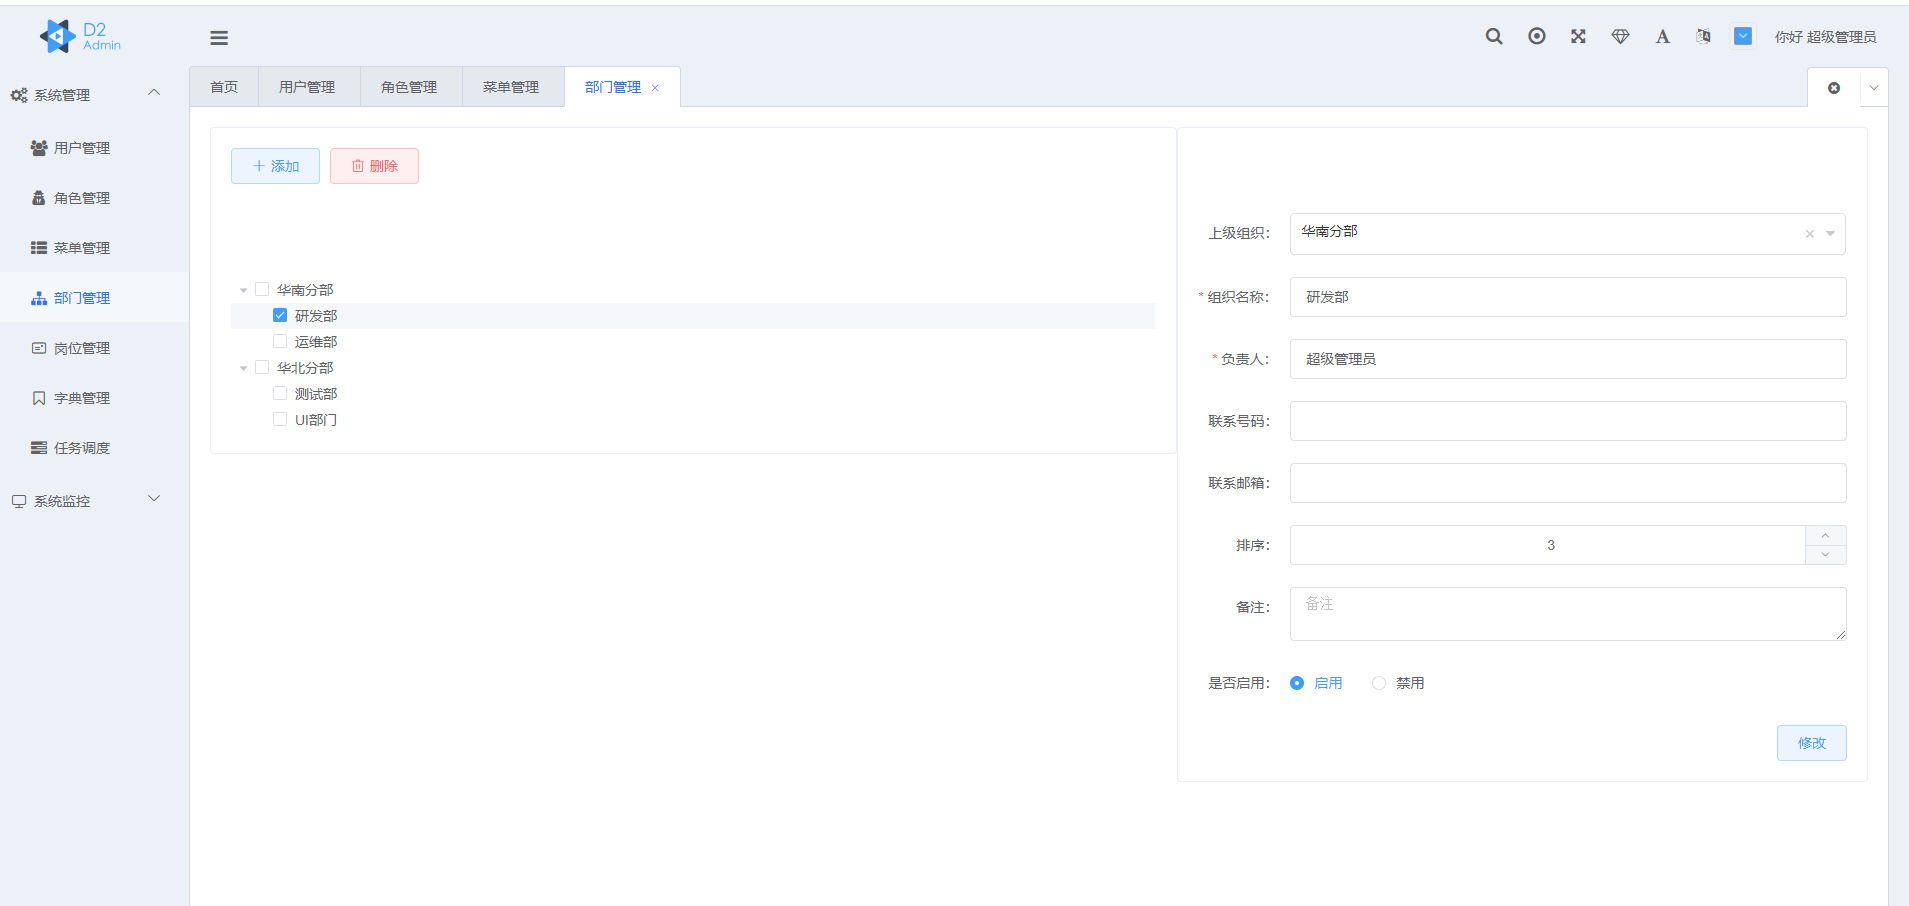 D2
Admin
你好 超级管理员
系统管理
用户管理
角色管理
菜单管理
部门管理
岗位管理
字典管理
任务调度
系统监控
首页
用户管理
角色管理
菜单管理
部门管理
添加
删除
华南分部
研发部
运维部
华北分部
测试部
UI部门
上级组织：
华南分部
* 组织名称：
研发部
* 负责人：
超级管理员
联系号码：
联系邮箱：
排序：
3
备注：
备注
是否启用：
启用
禁用
修改